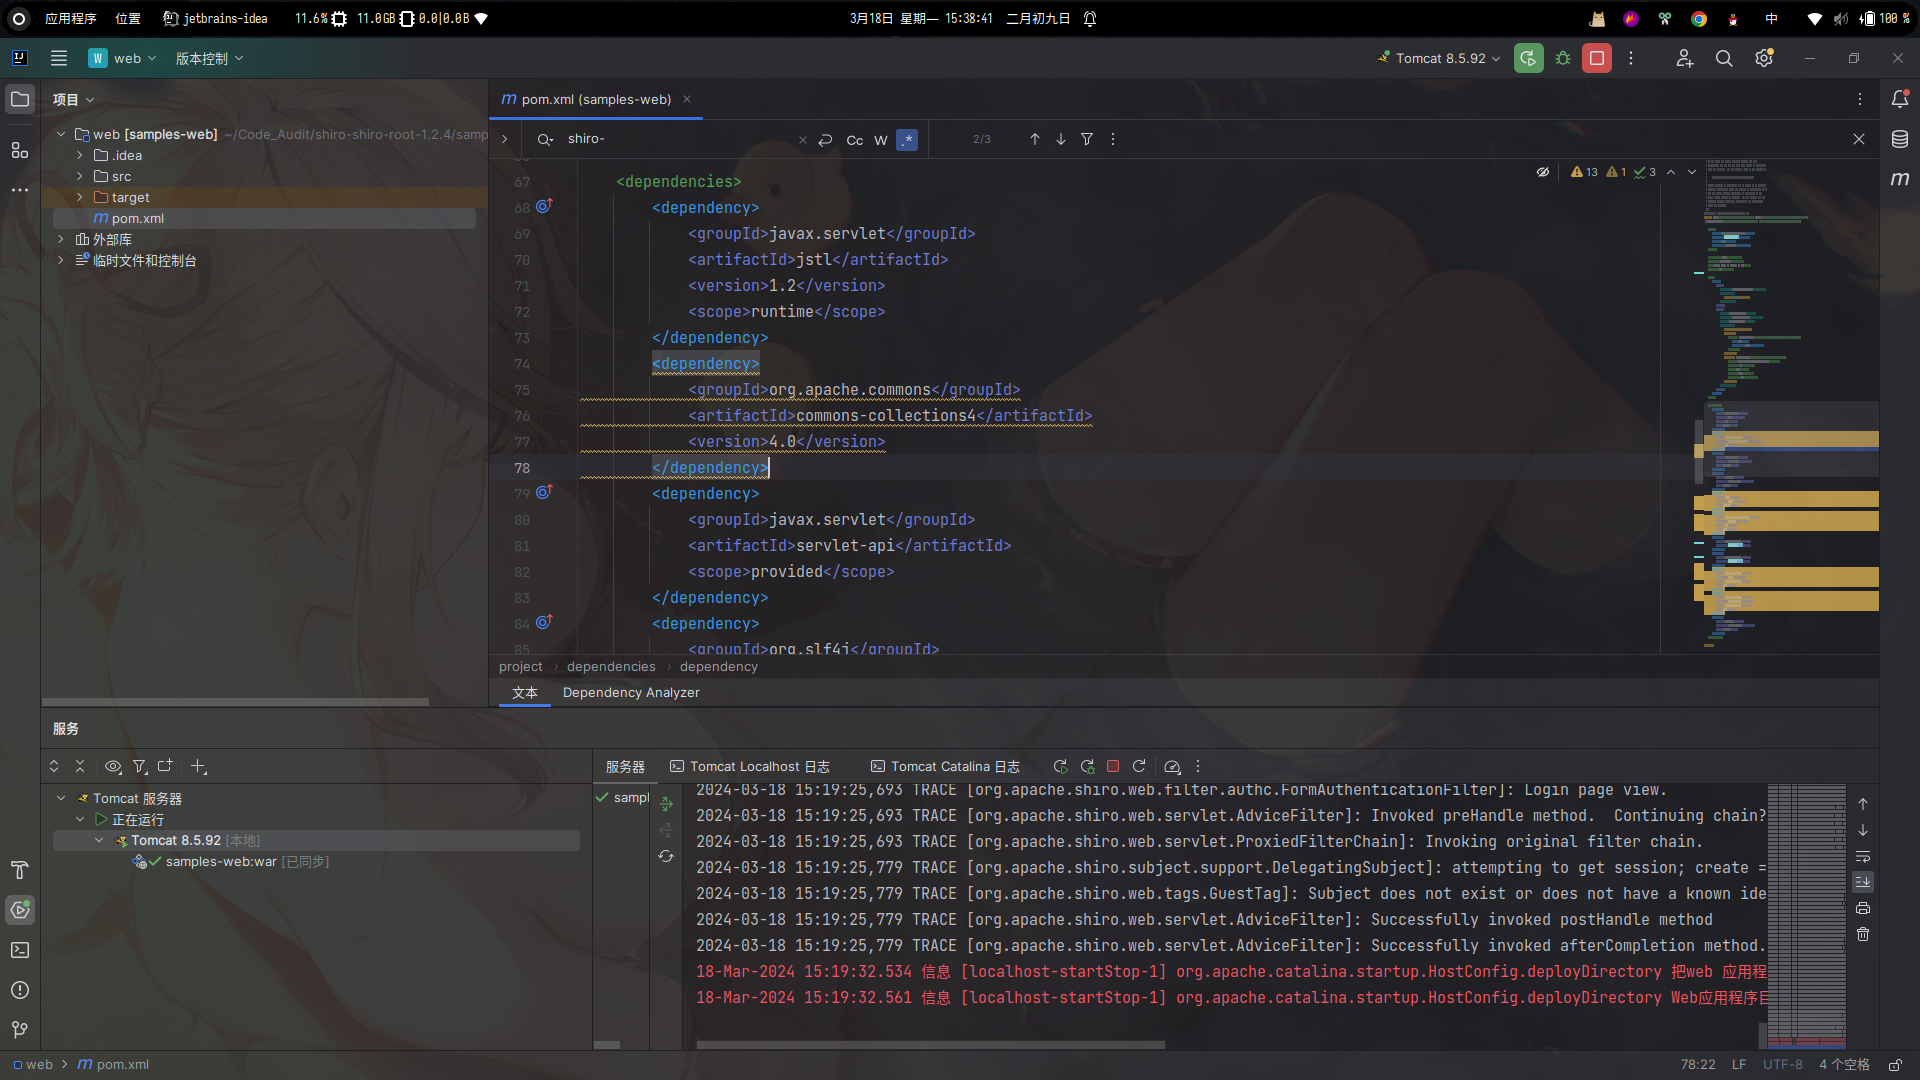 应用程序 位置 jetbrains-idea 11.6% 11.0GB 0.0|0.0B 3月18日 星期一 15:38:41 二月初九日 中 100 %
web 版本控制 Tomcat 8.5.92
项目
web [samples-web] ~/Code_Audit/shiro-shiro-root-1.2.4/samp
.idea
src
target
pom.xml
外部库
临时文件和控制台
pom.xml (samples-web)
shiro- Cc W .* 2/3
13 1 3
67 <dependencies>
68 <dependency>
69 <groupId>javax.servlet</groupId>
70 <artifactId>jstl</artifactId>
71 <version>1.2</version>
72 <scope>runtime</scope>
73 </dependency>
74 <dependency>
75 <groupId>org.apache.commons</groupId>
76 <artifactId>commons-collections4</artifactId>
77 <version>4.0</version>
78 </dependency>
79 <dependency>
80 <groupId>javax.servlet</groupId>
81 <artifactId>servlet-api</artifactId>
82 <scope>provided</scope>
83 </dependency>
84 <dependency>
85 <groupId>org.slf4j</groupId>
project dependencies dependency
文本 Dependency Analyzer
服务
Tomcat 服务器
正在运行
Tomcat 8.5.92 [本地]
samples-web:war [已同步]
服务器 Tomcat Localhost 日志 Tomcat Catalina 日志
sampl
2024-03-18 15:19:25,693 TRACE [org.apache.shiro.web.filter.authc.FormAuthenticationFilter]: Login page view.
2024-03-18 15:19:25,693 TRACE [org.apache.shiro.web.servlet.AdviceFilter]: Invoked preHandle method.  Continuing chain?
2024-03-18 15:19:25,693 TRACE [org.apache.shiro.web.servlet.ProxiedFilterChain]: Invoking original filter chain.
2024-03-18 15:19:25,779 TRACE [org.apache.shiro.subject.support.DelegatingSubject]: attempting to get session; create =
2024-03-18 15:19:25,779 TRACE [org.apache.shiro.web.tags.GuestTag]: Subject does not exist or does not have a known ide
2024-03-18 15:19:25,779 TRACE [org.apache.shiro.web.servlet.AdviceFilter]: Successfully invoked postHandle method
2024-03-18 15:19:25,779 TRACE [org.apache.shiro.web.servlet.AdviceFilter]: Successfully invoked afterCompletion method.
18-Mar-2024 15:19:32.534 信息 [localhost-startStop-1] org.apache.catalina.startup.HostConfig.deployDirectory 把web 应用程
18-Mar-2024 15:19:32.561 信息 [localhost-startStop-1] org.apache.catalina.startup.HostConfig.deployDirectory Web应用程序目
web pom.xml 78:22 LF UTF-8 4 个空格